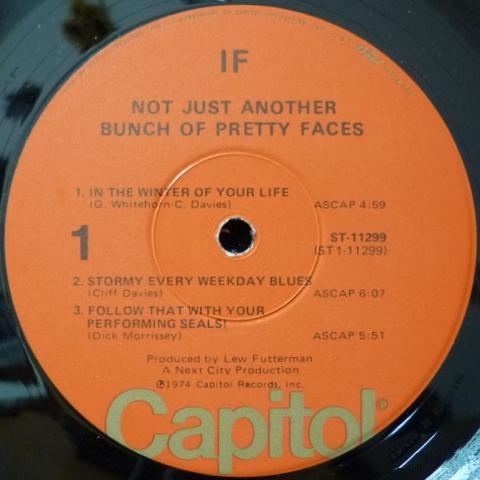 IF
NOT JUST ANOTHER
BUNCH OF PRETTY FACES
1. IN THE WINTER OF YOUR LIFE
(G. Whitehorn-C. Davies) ASCAP 4:59
1 ST-11299
(ST 1-11299)
2. STORMY EVERY WEEKDAY BLUES
(Cliff Davies) ASCAP 6:07
3. FOLLOW THAT WITH YOUR
PERFORMING SEALS!
(Dick Morrissey) ASCAP 5:51
Produced by Lew Futterman
A Next City Production
℗1974 Capitol Records, Inc.
Capitol®